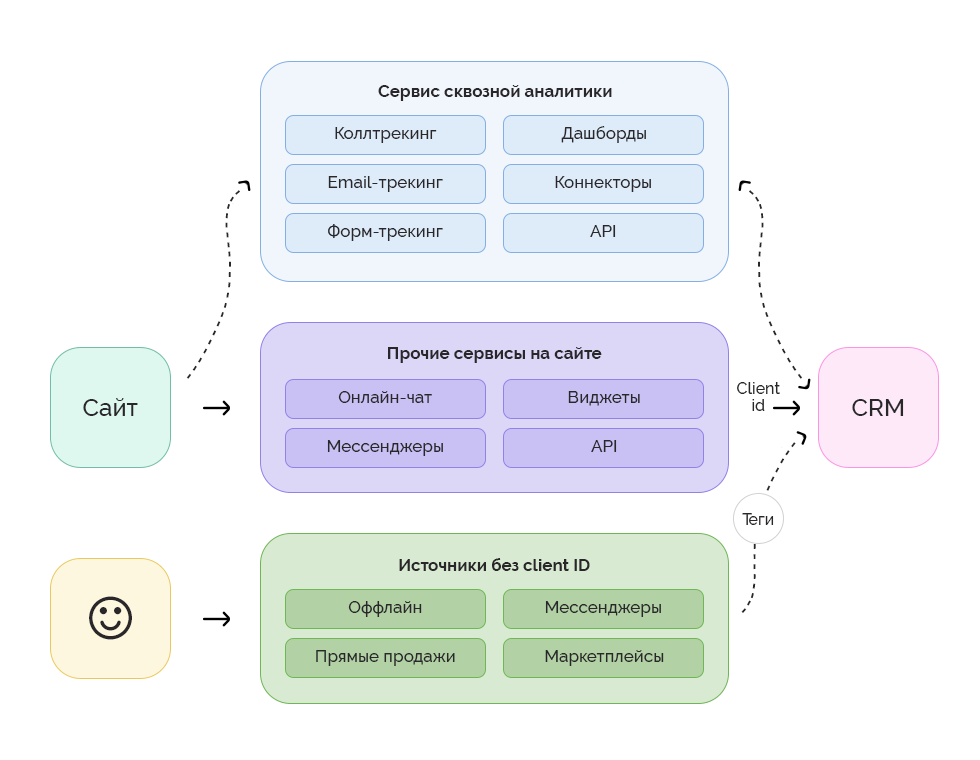 Сервис сквозной аналитики
Коллтрекинг
Дашборды
Email-трекинг
Коннекторы
Форм-трекинг
API
Сайт
Прочие сервисы на сайте
Онлайн-чат
Виджеты
Мессенджеры
API
Client
id
CRM
Теги
Источники без client ID
Оффлайн
Мессенджеры
Прямые продажи
Маркетплейсы